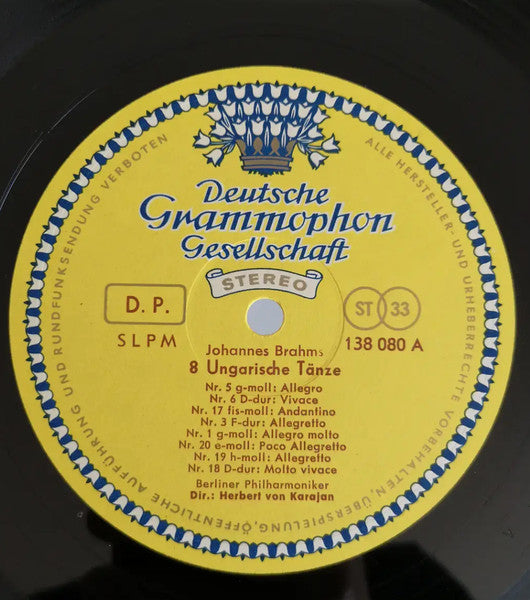 ALLE HERSTELLER- UND URHEBERRECHTE VORBEHALTEN, ÜBERSPIELUNG, ÖFFENTLICHE AUFFÜHRUNG UND RUNDFUNKSENDUNG VERBOTEN
Deutsche
Grammophon
Gesellschaft
STEREO
D. P.
ST 33
SLPM
138 080 A
Johannes Brahms
8 Ungarische Tänze
Nr. 5 g-moll: Allegro
Nr. 6 D-dur: Vivace
Nr. 17 fis-moll: Andantino
Nr. 3 F-dur: Allegretto
Nr. 1 g-moll: Allegro molto
Nr. 20 e-moll: Poco Allegretto
Nr. 19 h-moll: Allegretto
Nr. 18 D-dur: Molto vivace
Berliner Philharmoniker
Dir.: Herbert von Karajan